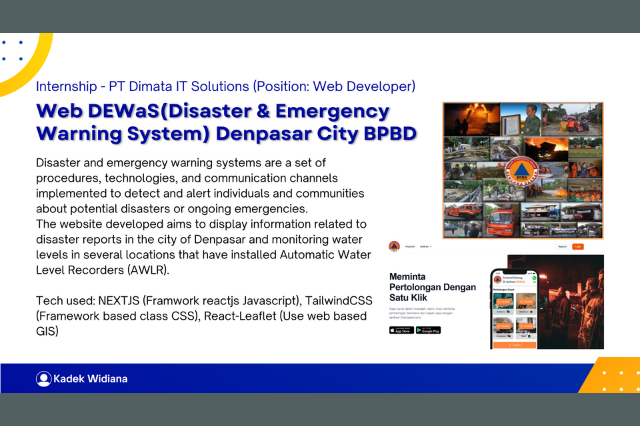 Internship - PT Dimata IT Solutions (Position: Web Developer)
Web DEWaS(Disaster & Emergency
Warning System) Denpasar City BPBD
Disaster and emergency warning systems are a set of
procedures, technologies, and communication channels
implemented to detect and alert individuals and communities
about potential disasters or ongoing emergencies.
The website developed aims to display information related to
disaster reports in the city of Denpasar and monitoring water
levels in several locations that have installed Automatic Water
Level Recorders (AWLR).
Tech used: NEXTJS (Framwork reactjs Javascript), TailwindCSS
(Framework based class CSS), React-Leaflet (Use web based
GIS)
Meminta
Pertolongan Dengan
Satu Klik
App Store
Google Play
Kadek Widiana